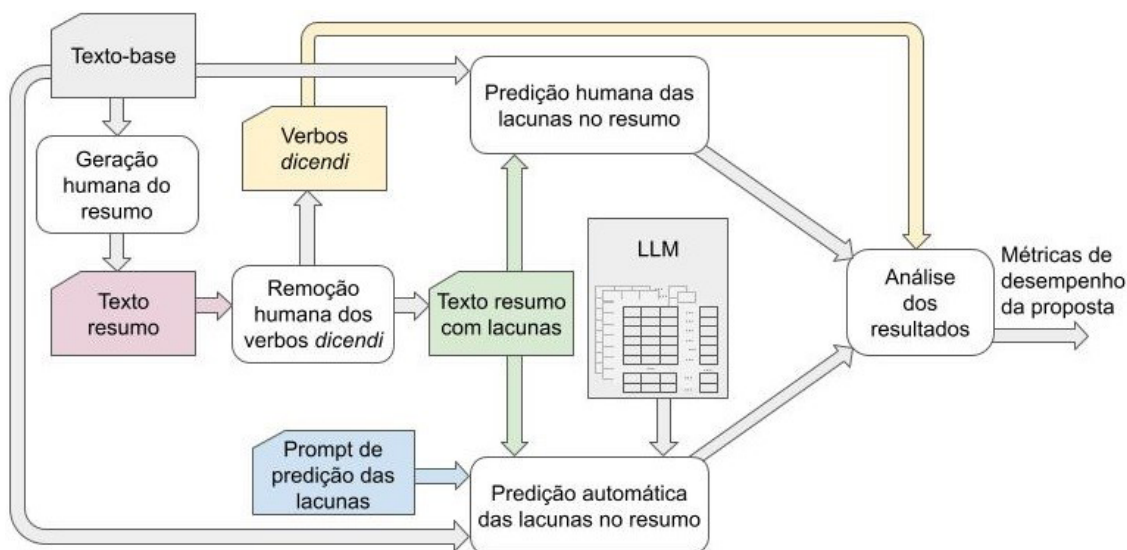 Texto-base
Predição humana das
lacunas no resumo
Verbos
dicendi
Geração
humana do
resumo
LLM
Métricas de
desempenho
da proposta
Análise
dos
resultados
Texto
resumo
Remoção
humana dos
verbos dicendi
Texto resumo
com lacunas
Prompt de
predição das
lacunas
Predição automática
das lacunas no resumo